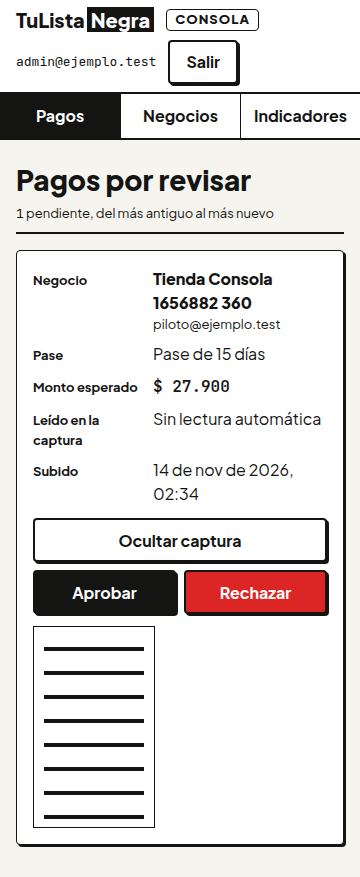 TuLista Negra CONSOLA
admin@ejemplo.test Salir
Pagos Negocios Indicadores
Pagos por revisar
1 pendiente, del más antiguo al más nuevo
Negocio Tienda Consola
1656882 360
piloto@ejemplo.test
Pase Pase de 15 días
Monto esperado $ 27.900
Leído en la Sin lectura automática
captura
Subido 14 de nov de 2026,
02:34
Ocultar captura
Aprobar Rechazar